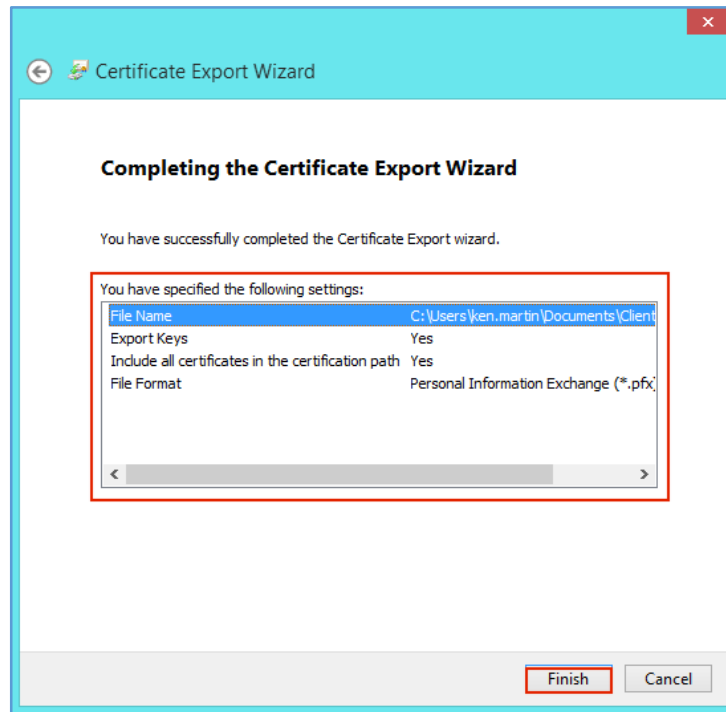 Certificate Export Wizard
Completing the Certificate Export Wizard
You have successfully completed the Certificate Export wizard.
You have specified the following settings:
File Name C:\Users\ken.martin\Documents\Client
Export Keys Yes
Include all certificates in the certification path Yes
File Format Personal Information Exchange (*.pfx)
Finish Cancel